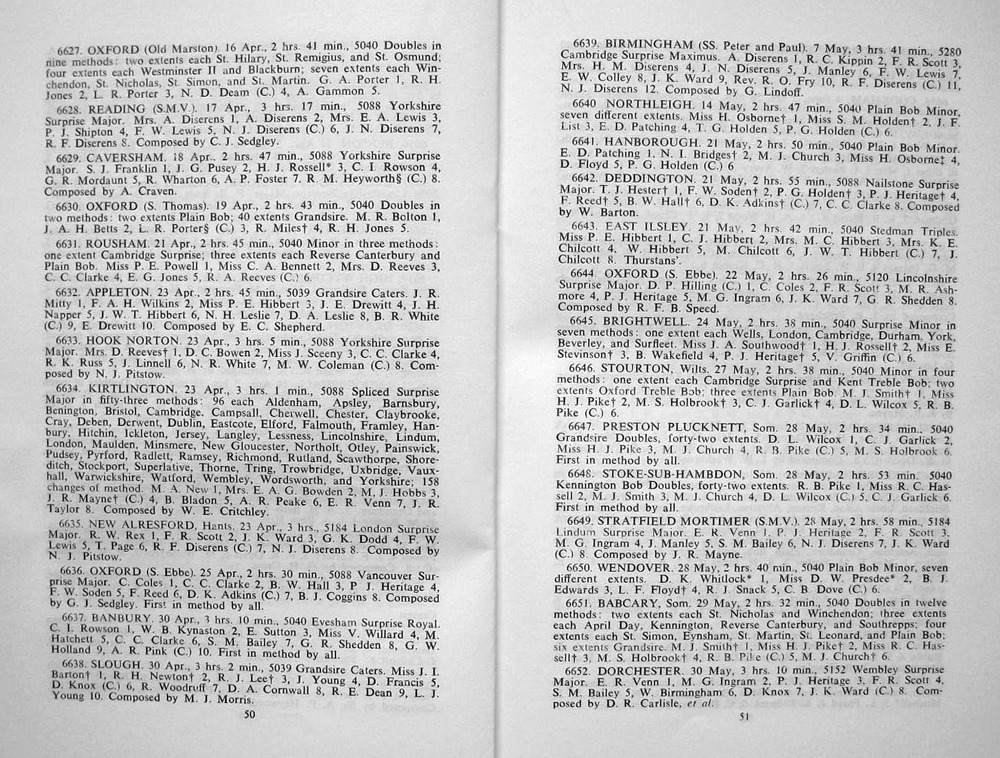 6627. OXFORD (Old Marston). 16 Apr., 2 hrs. 41 min., 5040 Doubles in
nine methods: two extents each St. Hilary, St. Remigius, and St. Osmund;
four extents each Westminster II and Blackburn; seven extents each Win-
chendon, St. Nicholas, St. Simon, and St. Martin. G. A. Porter 1, R. H.
Jones 2, L. R. Porter 3, N. D. Deam (C.) 4, A. Gammon 5.
6628. READING (S.M.V.). 17 Apr., 3 hrs. 17 min., 5088 Yorkshire
Surprise Major. Mrs. A. Diserens 1, A. Diserens 2, Mrs. E. A. Lewis 3,
P. J. Shipton 4, F. W. Lewis 5, N. J. Diserens (C.) 6, J. N. Diserens 7,
R. F. Diserens 8. Composed by C. J. Sedgley.
6629. CAVERSHAM. 18 Apr., 2 hrs. 47 min., 5088 Yorkshire Surprise
Major. S. J. Franklin 1, J. G. Pusey 2, H. J. Rossell* 3, C. I. Rowson 4,
G. R. Mordaunt 5, R. Wharton 6, A. P. Foster 7, R. M. Heyworth§ (C.) 8.
Composed by A. Craven.
6630. OXFORD (S. Thomas). 19 Apr., 2 hrs. 43 min., 5040 Doubles in
two methods: two extents Plain Bob; 40 extents Grandsire. M. R. Bolton 1,
J. A. H. Betts 2, L. R. Porter§ (C.) 3, R. Miles† 4, R. H. Jones 5.
6631. ROUSHAM. 21 Apr., 2 hrs. 45 min., 5040 Minor in three methods:
one extent Cambridge Surprise; three extents each Reverse Canterbury and
Plain Bob. Miss P. E. Powell 1, Miss C. A. Bennett 2, Mrs. D. Reeves 3,
C. C. Clarke 4, E. G. Jones 5, R. A. Reeves (C.) 6.
6632. APPLETON. 23 Apr., 2 hrs. 45 min., 5039 Grandsire Caters. J. R.
Mitty 1, F. A. H. Wilkins 2, Miss P. E. Hibbert 3, J. E. Drewitt 4, J. H.
Napper 5, J. W. T. Hibbert 6, N. H. Leslie 7, D. A. Leslie 8, B. R. White
(C.) 9, E. Drewitt 10. Composed by E. C. Shepherd.
6633. HOOK NORTON. 23 Apr., 3 hrs. 5 min., 5088 Yorkshire Surprise
Major. Mrs. D. Reeves† 1, D. C. Bowen 2, Miss J. Sceeny 3, C. C. Clarke 4,
R. K. Russ 5, J. Linnell 6, N. R. White 7, M. W. Coleman (C.) 8. Com-
posed by N. J. Pitstow.
6634. KIRTLINGTON. 23 Apr., 3 hrs. 1 min., 5088 Spliced Surprise
Major in fifty-three methods: 96 each Aldenham, Apsley, Barnsbury,
Benington, Bristol, Cambridge, Campsall, Cherwell, Chester, Claybrooke,
Cray, Deben, Derwent, Dublin, Eastcote, Elford, Falmouth, Framley, Han-
bury, Hitchin, Ickleton, Jersey, Langley, Lessness, Lincolnshire, Lindum,
London, Maulden, Minsmere, New Gloucester, Northolt, Otley, Painswick,
Pudsey, Pyrford, Radlett, Ramsey, Richmond, Rutland, Scawthorpe, Shore-
ditch, Stockport, Superlative, Thorne, Tring, Trowbridge, Uxbridge, Vaux-
hall, Warwickshire, Watford, Wembley, Wordsworth, and Yorkshire; 158
changes of method. M. A. New 1, Mrs. E. A. G. Bowden 2, M. J. Hobbs 3,
J. R. Mayne† (C.) 4, B. Bladon 5, A. R. Peake 6, E. R. Venn 7, J. R.
Taylor 8. Composed by W. E. Critchley.
6635. NEW ALRESFORD, Hants. 23 Apr., 3 hrs., 5184 London Surprise
Major. R. W. Rex 1, F. R. Scott 2, J. K. Ward 3, G. K. Dodd 4, F. W.
Lewis 5, T. Page 6, R. F. Diserens (C.) 7, N. J. Diserens 8. Composed by
N. J. Pitstow.
6636. OXFORD (S. Ebbe). 25 Apr., 2 hrs. 30 min., 5088 Vancouver Sur-
prise Major. C. Coles 1, C. C. Clarke 2, B. W. Hall 3, P. J. Heritage 4,
F. W. Soden 5, F. Reed 6, D. K. Adkins (C.) 7, B. J. Coggins 8. Composed
by G. J. Sedgley. First in method by all.
6637. BANBURY. 30 Apr., 3 hrs. 10 min., 5040 Evesham Surprise Royal.
C. I. Rowson 1, W. B. Kynaston 2, E. Sutton 3, Miss V. Willard 4, M.
Hatchett 5, C. C. Clarke 6, S. M. Bailey 7, G. R. Shedden 8, G. W.
Holland 9, A. R. Pink (C.) 10. First in method by all.
6638. SLOUGH. 30 Apr., 3 hrs. 2 min., 5039 Grandsire Caters. Miss J. I.
Barton† 1, R. H. Newton† 2, R. J. Lee† 3, J. Young 4, D. Francis 5,
D. Knox (C.) 6, R. Woodruff 7, D. A. Cornwall 8, R. E. Dean 9, L. J.
Young 10. Composed by M. J. Morris.
50
6639. BIRMINGHAM (SS. Peter and Paul). 7 May, 3 hrs. 41 min., 5280
Cambridge Surprise Maximus. A. Diserens 1, R. C. Kippin 2, F. R. Scott 3,
Mrs. H. M. Diserens 4, J. N. Diserens 5, J. Manley 6, F. W. Lewis 7,
E. W. Colley 8, J. K. Ward 9, Rev. R. O. Fry 10, R. F. Diserens (C.) 11,
N. J. Diserens 12. Composed by G. Lindoff.
6640 NORTHLEIGH. 14 May, 2 hrs. 47 min., 5040 Plain Bob Minor,
seven different extents. Miss H. Osborne† 1, Miss S. M. Holden† 2, J. F.
List 3, E. D. Patching 4, T. G. Holden 5, P. G. Holden (C.) 6.
6641. HANBOROUGH. 21 May, 2 hrs. 50 min., 5040 Plain Bob Minor.
E. D. Patching 1, N. I. Bridges† 2, M. J. Church 3, Miss H. Osborne‡ 4,
D. Floyd 5, P. G. Holden (C.) 6
6642. DEDDINGTON. 21 May, 2 hrs. 55 min., 5088 Nailstone Surprise
Major. T. J. Hester† 1, F. W. Soden† 2, P. G. Holden† 3, P. J. Heritage† 4,
F. Reed† 5, B. W. Hall† 6, D. K. Adkins† (C.) 7, C. C. Clarke 8. Composed
by W. Barton.
6643. EAST ILSLEY. 21 May, 2 hrs. 42 min., 5040 Stedman Triples.
Miss P. E. Hibbert 1, C. J. Hibbert 2, Mrs. M. C. Hibbert 3, Mrs. K. E.
Chilcott 4, W. Hibbert 5, M. Chilcott 6, J. W. T. Hibbert (C.) 7, J.
Chilcott 8. Thurstans'.
6644. OXFORD (S. Ebbe). 22 May, 2 hrs. 26 min., 5120 Lincolnshire
Surprise Major. D. P. Hilling (C.) 1, C. Coles 2, F. R. Scott 3, M. R. Ash-
more 4, P. J. Heritage 5, M. G. Ingram 6, J. K. Ward 7, G. R. Shedden 8.
Composed by R. F. B. Speed.
6645. BRIGHTWELL. 24 May, 2 hrs. 38 min., 5040 Surprise Minor in
seven methods: one extent each Wells, London, Cambridge, Durham, York,
Beverley, and Surfleet. Miss J. A. Southwood† 1, H. J. Rossell† 2, Miss E.
Stevinson† 3, B. Wakefield 4, P. J. Heritage† 5, V. Griffin (C.) 6.
6646. STOURTON, Wilts. 27 May, 2 hrs. 38 min., 5040 Minor in four
methods: one extent each Cambridge Surprise and Kent Treble Bob; two
extents Oxford Treble Bob; three extents Plain Bob. M. J. Smith† 1, Miss
H. J. Pike† 2, M. S. Holbrook† 3, C. J. Garlick† 4, D. L. Wilcox 5, R. B.
Pike (C.) 6.
6647. PRESTON PLUCKNETT, Som. 28 May, 2 hrs. 34 min., 5040
Grandsire Doubles, forty-two extents. D. L. Wilcox 1, C. J. Garlick 2,
Miss H. J. Pike 3, M. J. Church 4, R. B. Pike (C.) 5, M. S. Holbrook 6.
First in method by all.
6648. STOKE-SUB-HAMBDON, Som. 28 May, 2 hrs. 53 min. 5040
Kennington Bob Doubles, forty-two extents. R. B. Pike 1, Miss R. C. Has-
sell 2, M. J. Smith 3, M. J. Church 4, D. L. Wilcox (C.) 5, C. J. Garlick 6.
First in method by all.
6649. STRATFIELD MORTIMER (S.M.V.). 28 May, 2 hrs. 58 min., 5184
Lindum Surprise Major. E. R. Venn 1, P. J. Heritage 2, F. R. Scott 3,
M. G. Ingram 4, J. Manley 5, S. M. Bailey 6, N. J. Diserens 7, J. K. Ward
(C.) 8. Composed by J. R. Mayne.
6650. WENDOVER. 28 May, 2 hrs. 40 min., 5040 Plain Bob Minor, seven
different extents. D. K. Whitlock* 1, Miss D. W. Presdee* 2, B. J.
Edwards 3, L. F. Floyd† 4, R. J. Snack 5, C. B. Dove (C.) 6.
6651. BABCARY, Som. 29 May, 2 hrs. 32 min., 5040 Doubles in twelve
methods: two extents each St. Nicholas and Winchendon; three extents
each April Day, Kennington, Reverse Canterbury, and Southrepps; four
extents each St. Simon, Eynsham, St. Martin, St. Leonard, and Plain Bob;
six extents Grandsire. M. J. Smith† 1, Miss H. J. Pike† 2, Miss R. C. Has-
sell† 3, M. S. Holbrook† 4, R. B. Pike (C.) 5, M. J. Church† 6.
6652. DORCHESTER. 30 May, 3 hrs. 10 min., 5152 Wembley Surprise
Major. E. R. Venn 1, M. G. Ingram 2, P. J. Heritage 3, F. R. Scott 4,
S. M. Bailey 5, W. Birmingham 6, D. Knox 7, J. K. Ward (C.) 8. Com-
posed by D. R. Carlisle, et al.
51